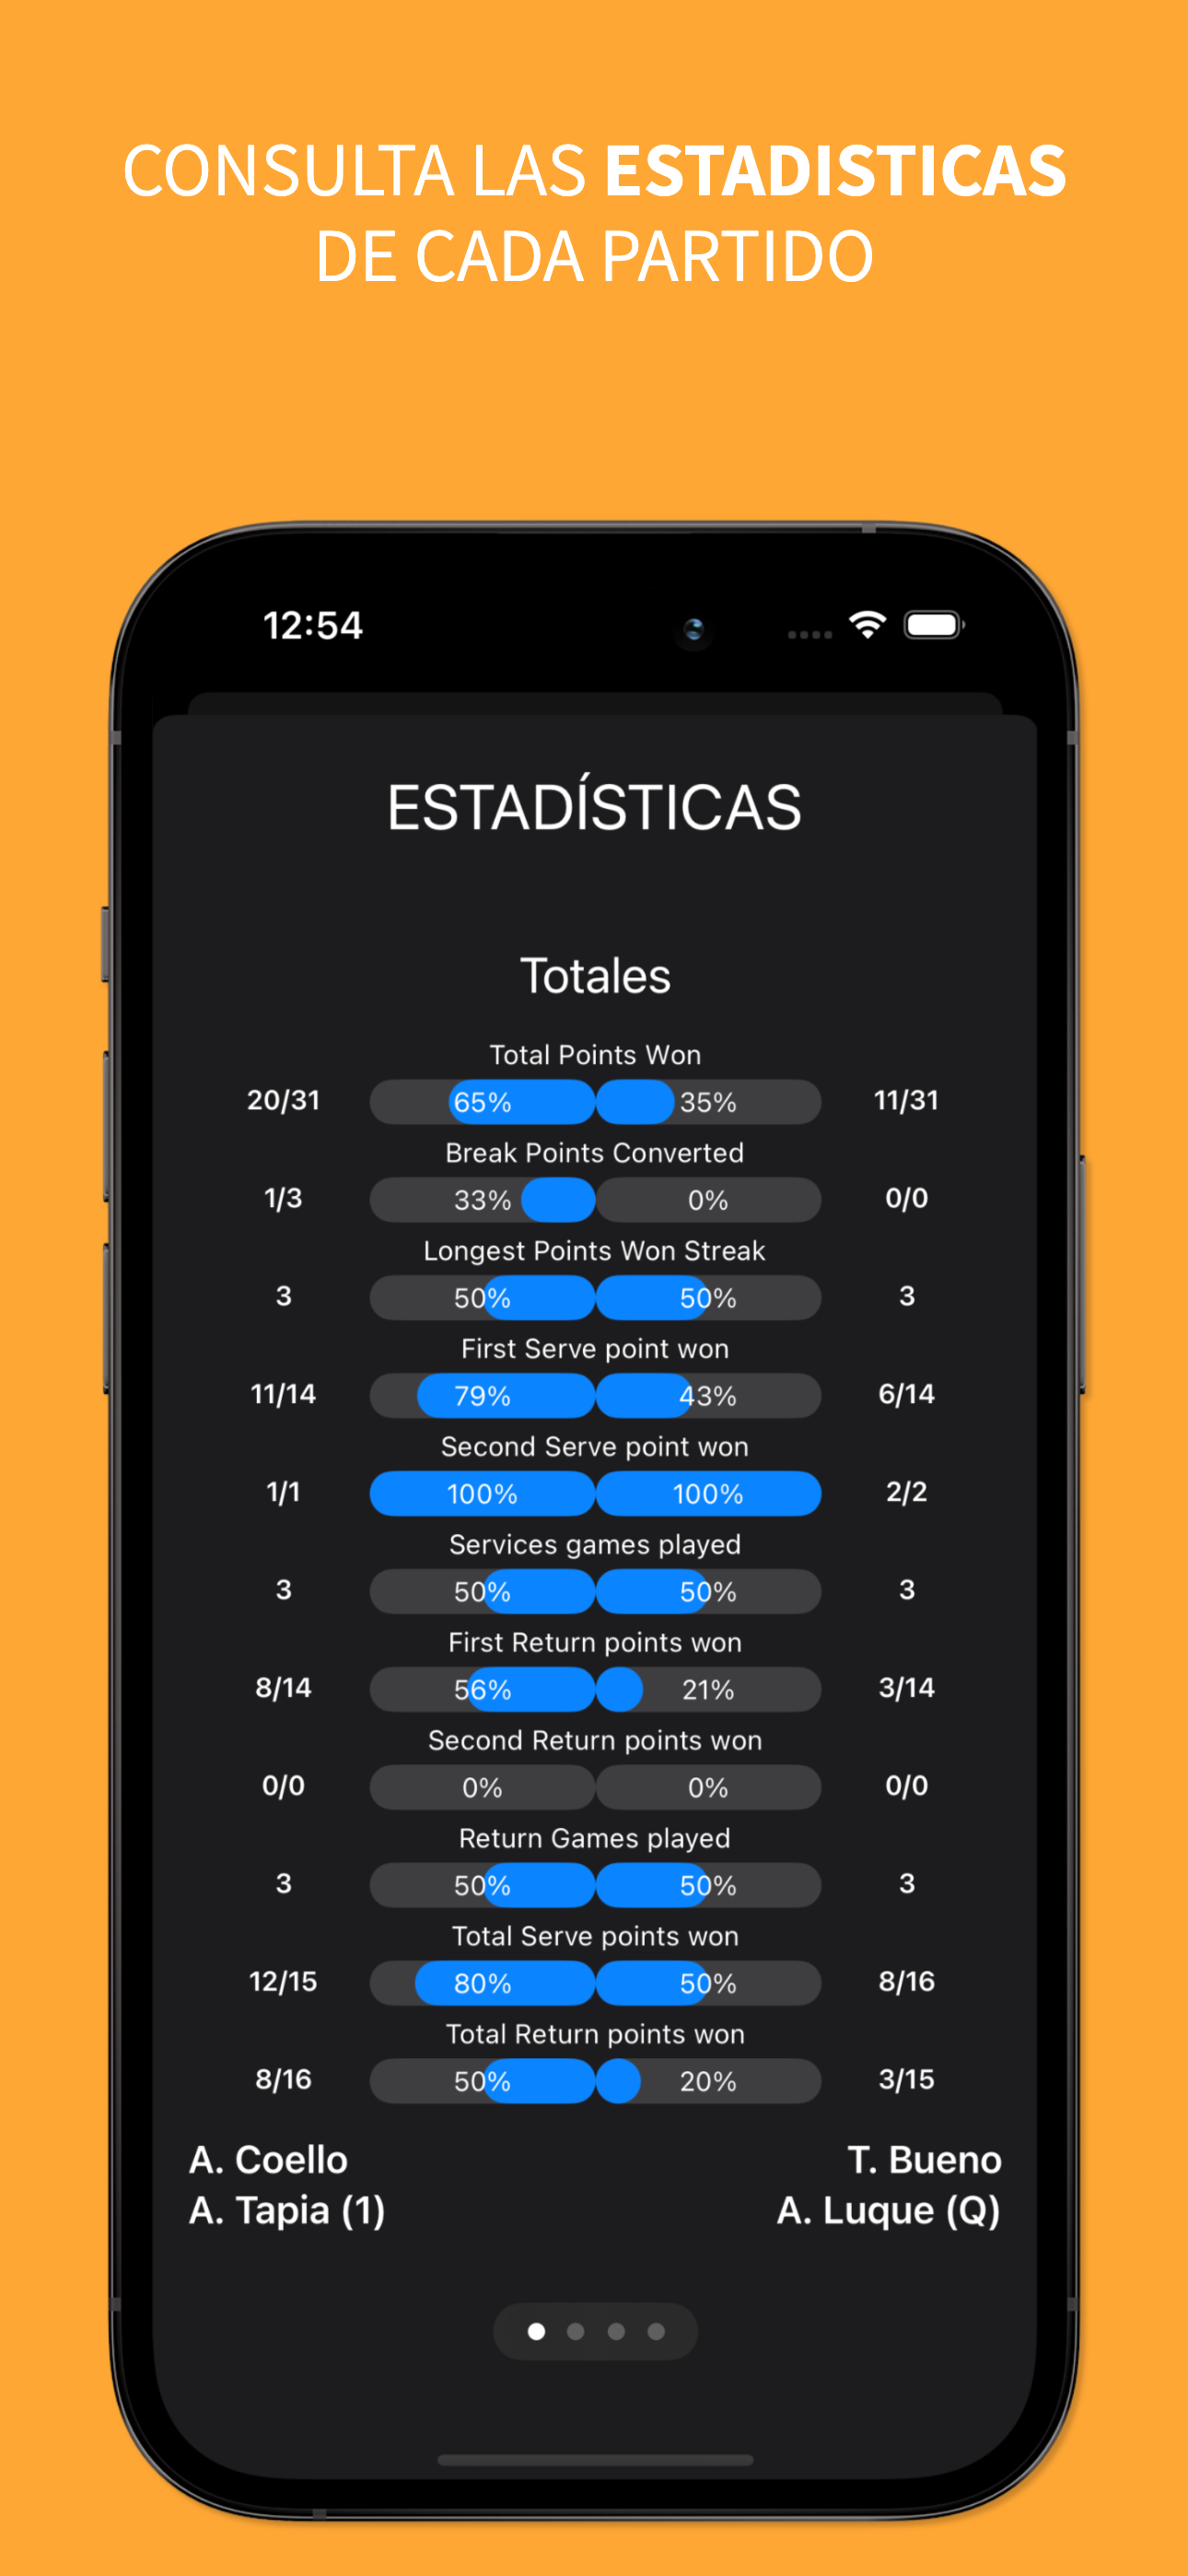 CONSULTA LAS ESTADISTICAS
DE CADA PARTIDO
12:54
ESTADÍSTICAS
Totales
Total Points Won
20/31 65% 35% 11/31
Break Points Converted
1/3 33% 0% 0/0
Longest Points Won Streak
3 50% 50% 3
First Serve point won
11/14 79% 43% 6/14
Second Serve point won
1/1 100% 100% 2/2
Services games played
3 50% 50% 3
First Return points won
8/14 56% 21% 3/14
Second Return points won
0/0 0% 0% 0/0
Return Games played
3 50% 50% 3
Total Serve points won
12/15 80% 50% 8/16
Total Return points won
8/16 50% 20% 3/15
A. Coello T. Bueno
A. Tapia (1) A. Luque (Q)